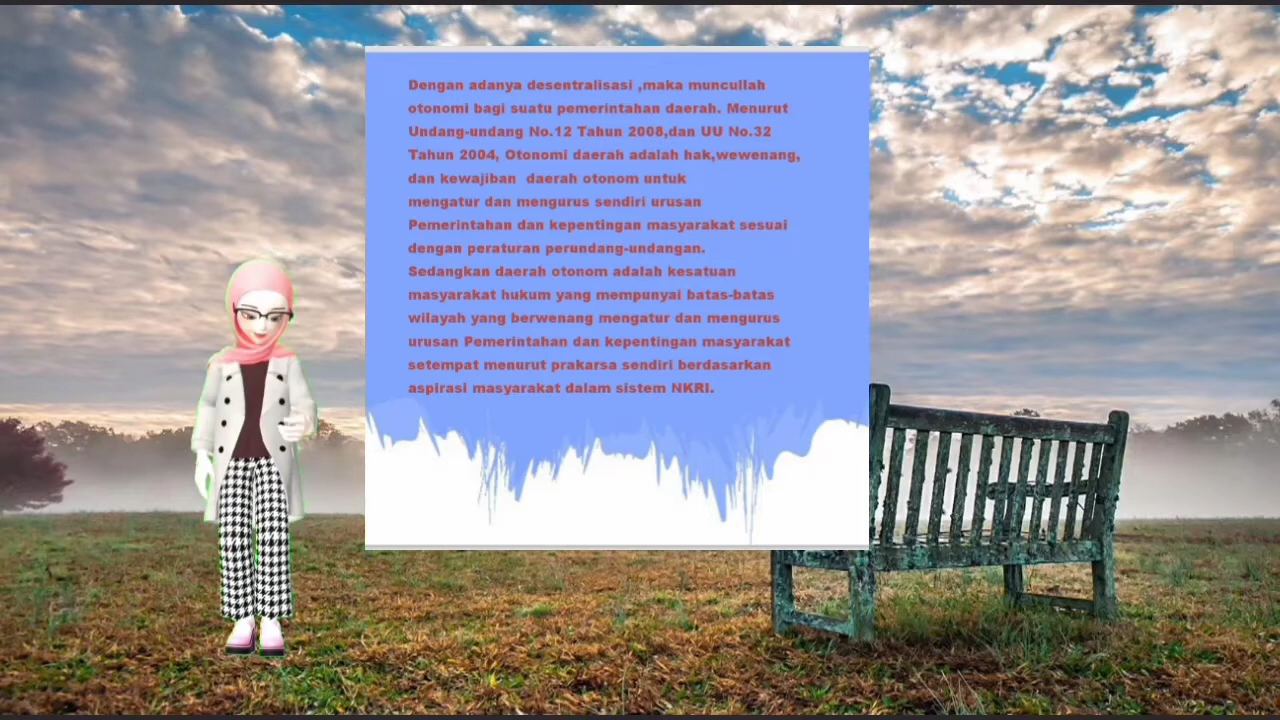 Dengan adanya desentralisasi ,maka muncullah
otonomi bagi suatu pemerintahan daerah. Menurut
Undang-undang No.12 Tahun 2008,dan UU No.32
Tahun 2004, Otonomi daerah adalah hak,wewenang,
dan kewajiban  daerah otonom untuk
mengatur dan mengurus sendiri urusan
Pemerintahan dan kepentingan masyarakat sesuai
dengan peraturan perundang-undangan.
Sedangkan daerah otonom adalah kesatuan
masyarakat hukum yang mempunyai batas-batas
wilayah yang berwenang mengatur dan mengurus
urusan Pemerintahan dan kepentingan masyarakat
setempat menurut prakarsa sendiri berdasarkan
aspirasi masyarakat dalam sistem NKRI.